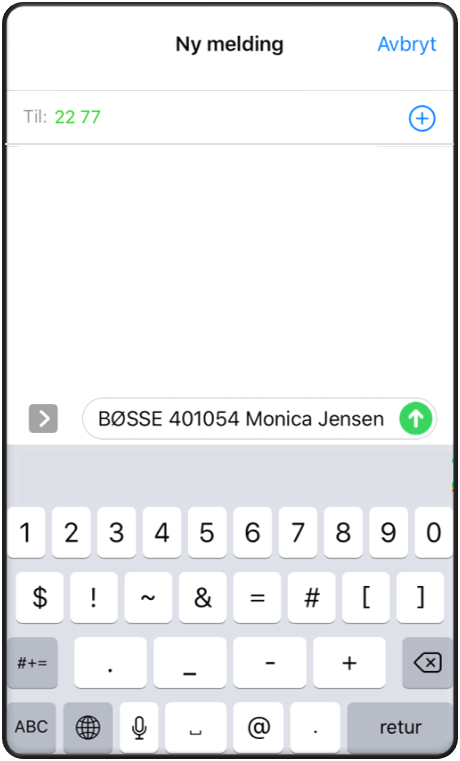 Ny melding Avbryt
Til: 22 77
BØSSE 401054 Monica Jensen
1 2 3 4 5 6 7 8 9 0
$ ! ~ & = # [ ]
#+= . _ - +
ABC @ . retur